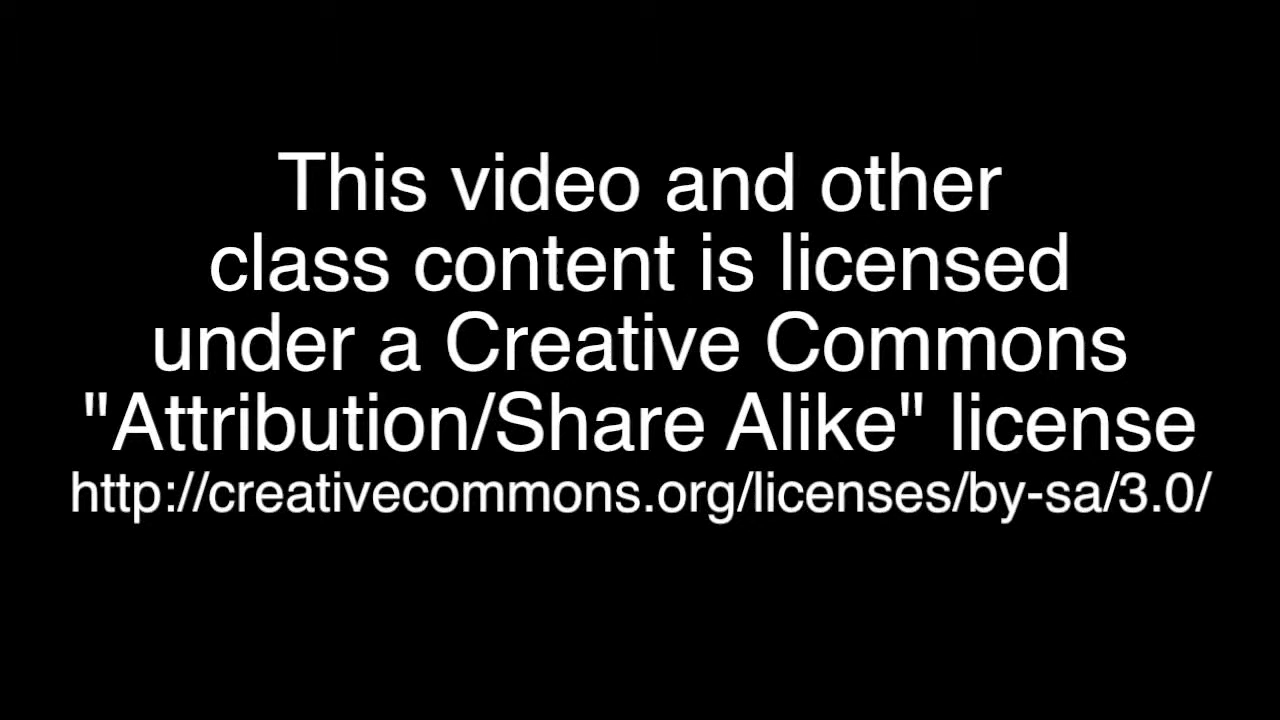 This video and other
class content is licensed
under a Creative Commons
"Attribution/Share Alike" license
http://creativecommons.org/licenses/by-sa/3.0/